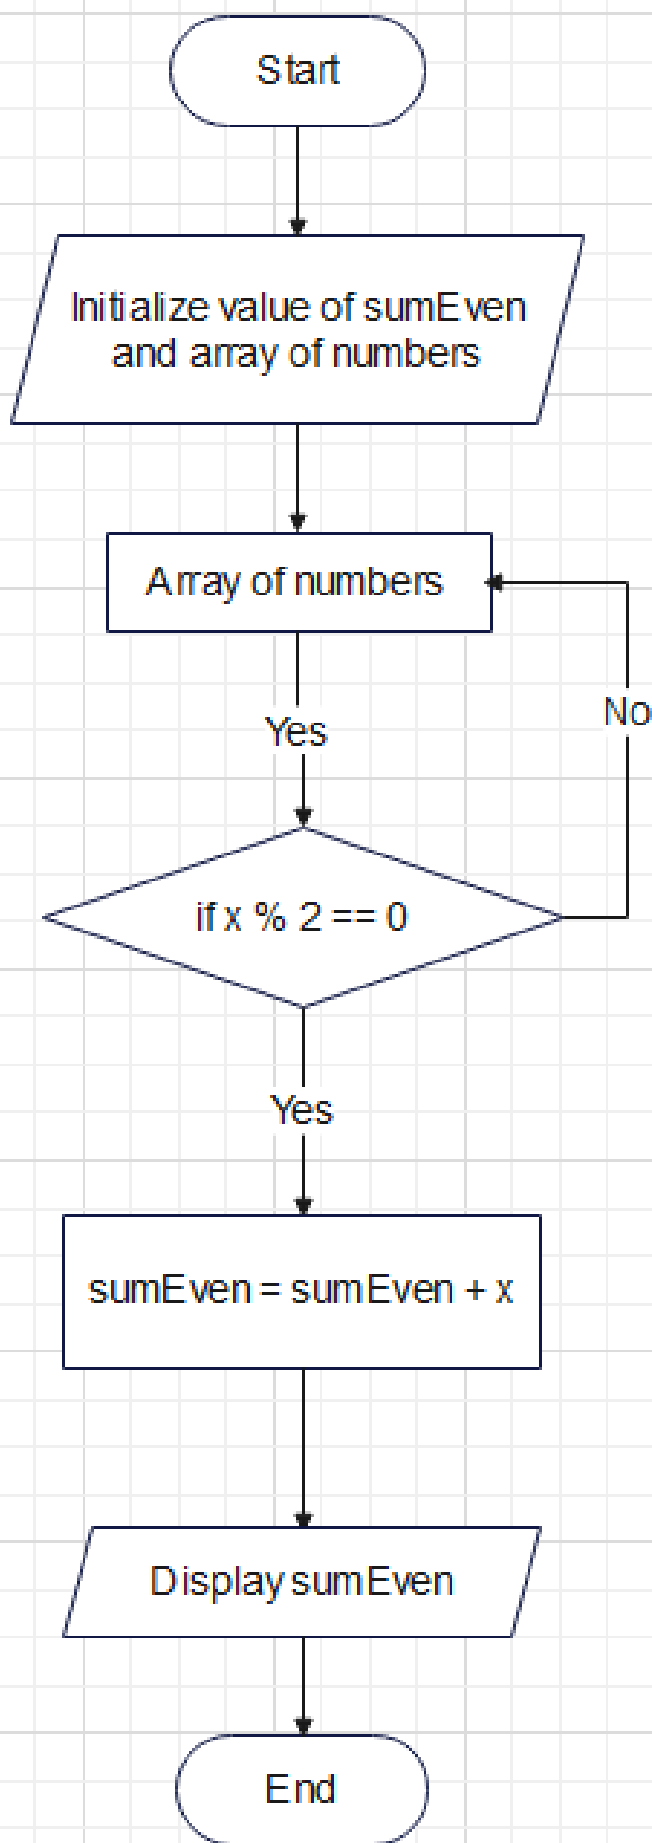 Start
Initialize value of sumEven
and array of numbers
Array of numbers
No
Yes
if x % 2 == 0
Yes
sumEven = sumEven + x
Display sumEven
End